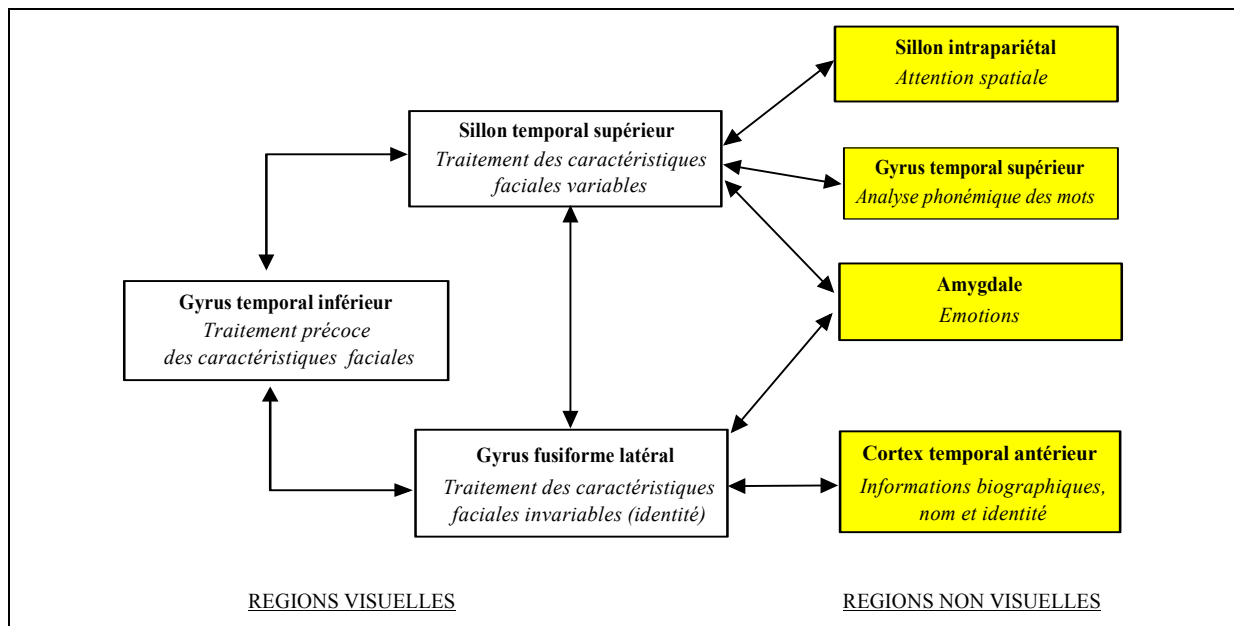 Sillon intrapariétal
Attention spatiale
Sillon temporal supérieur
Traitement des caractéristiques
faciales variables
Gyrus temporal supérieur
Analyse phonémique des mots
Gyrus temporal inférieur
Traitement précoce
des caractéristiques faciales
Amygdale
Emotions
Gyrus fusiforme latéral
Traitement des caractéristiques
faciales invariables (identité)
Cortex temporal antérieur
Informations biographiques,
nom et identité
REGIONS VISUELLES
REGIONS NON VISUELLES